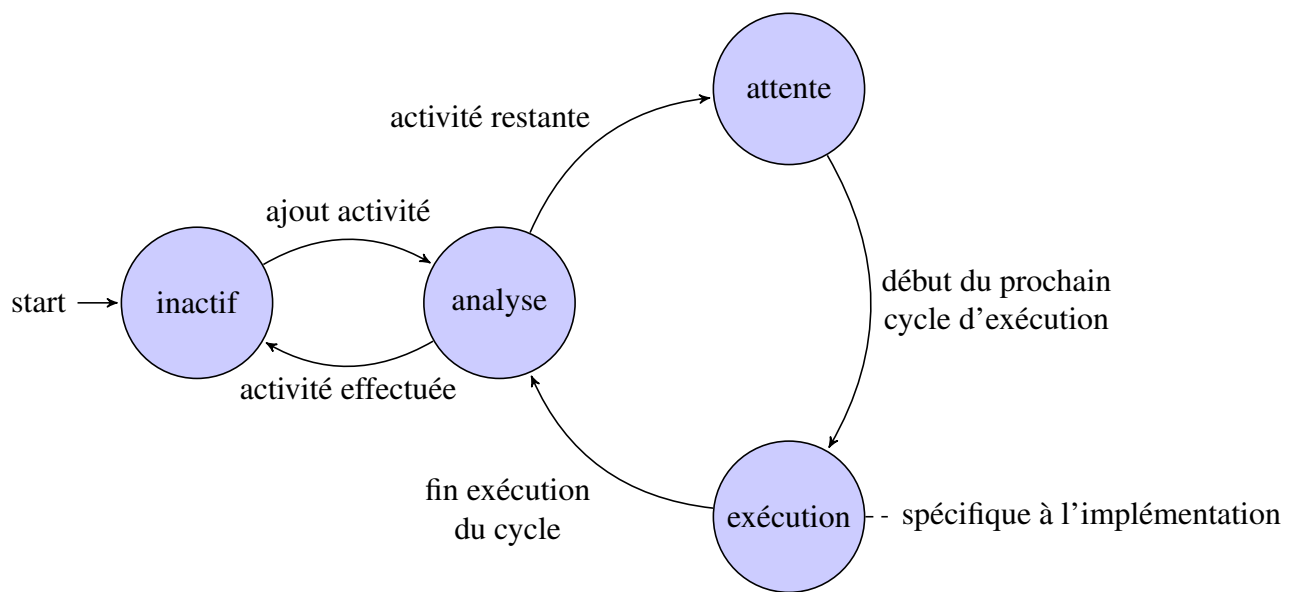 attente
activité restante
ajout activité
début du prochain
cycle d'exécution
start
inactif
analyse
activité effectuée
fin exécution
du cycle
exécution
spécifique à l'implémentation